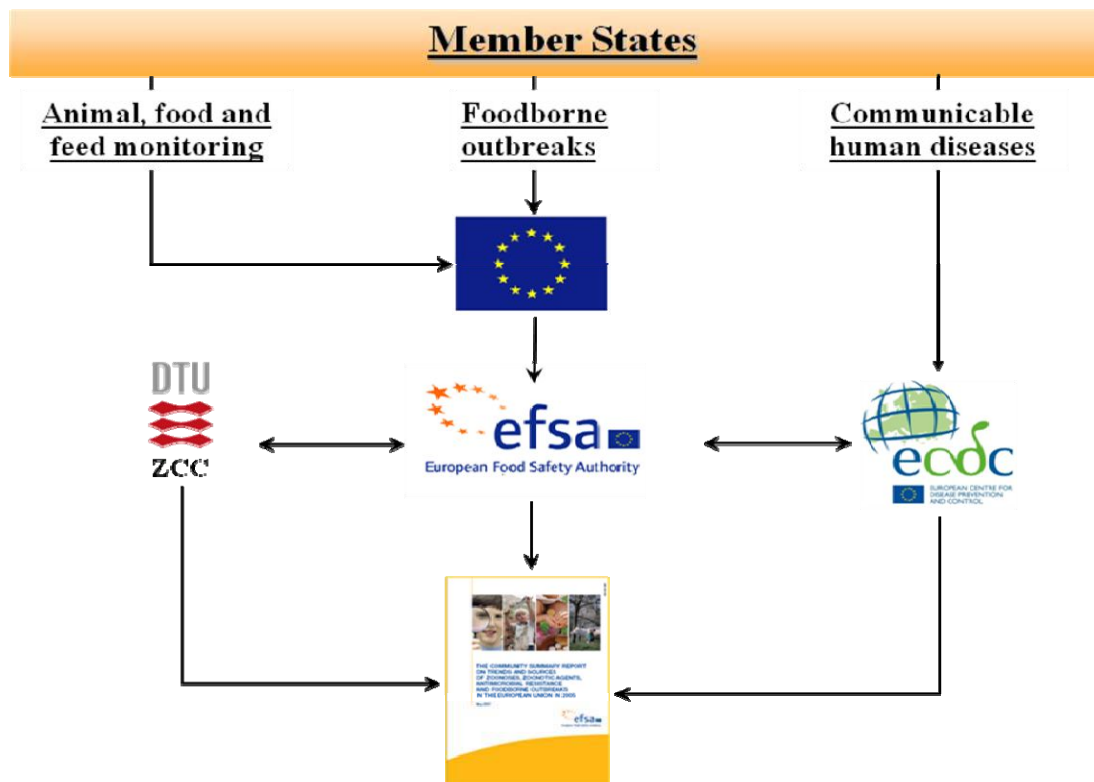 Member States
Animal, food and
feed monitoring
Foodborne
outbreaks
Communicable
human diseases
DTU
ZCC
efsa
European Food Safety Authority
ecdc
EUROPEAN CENTRE FOR
DISEASE PREVENTION
AND CONTROL
THE COMMUNITY SUMMARY REPORT
ON TRENDS AND SOURCES
OF ZOONOSES, ZOONOTIC AGENTS,
ANTIMICROBIAL RESISTANCE
AND FOODBORNE OUTBREAKS
IN THE EUROPEAN UNION IN 2005
efsa